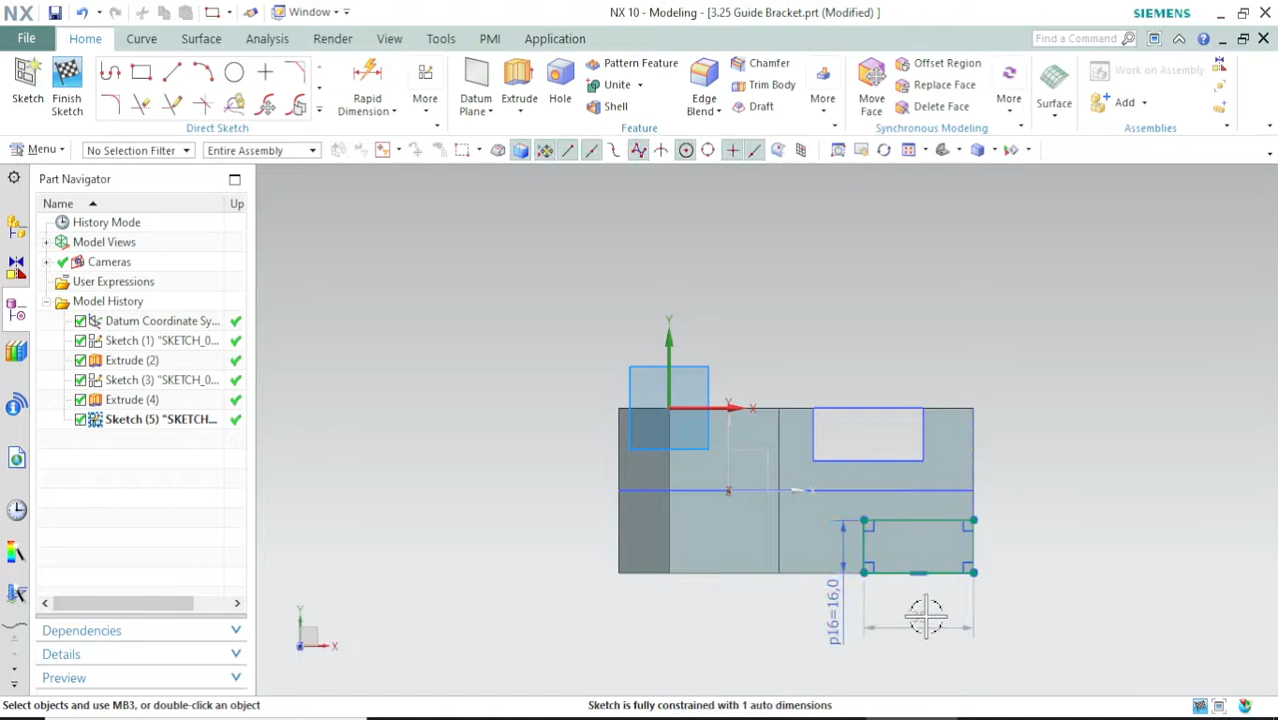 NX
Window
NX 10 - Modeling - [3.25 Guide Bracket.prt (Modified) ]
SIEMENS
File
Home
Curve
Surface
Analysis
Render
View
Tools
PMI
Application
Find a Command
Sketch
Finish
Sketch
Rapid
Dimension
More
Datum
Plane
Extrude
Hole
Pattern Feature
Unite
Shell
Edge
Blend
Chamfer
Trim Body
Draft
More
Move
Face
Offset Region
Replace Face
Delete Face
More
Surface
Work on Assembly
Add
Direct Sketch
Feature
Synchronous Modeling
Assemblies
Menu
No Selection Filter
Entire Assembly
Part Navigator
Name
Up
History Mode
Model Views
Cameras
User Expressions
Model History
Datum Coordinate Sy...
Sketch (1) "SKETCH_0...
Extrude (2)
Sketch (3) "SKETCH_0...
Extrude (4)
Sketch (5) "SKETCH...
Y
Y
X
X
p16=16,0
Y
X
Dependencies
Details
Preview
Select objects and use MB3, or double-click an object
Sketch is fully constrained with 1 auto dimensions